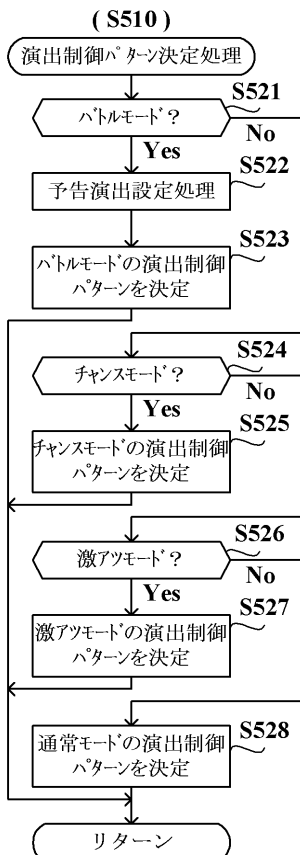 ( S510 )
演出制御パターン決定処理
S521
バトルモード?
No
Yes
S522
予告演出設定処理
S523
バトルモードの演出制御
パターンを決定
S524
チャンスモード?
No
Yes
S525
チャンスモードの演出制御
パターンを決定
S526
激アツモード?
No
Yes
S527
激アツモードの演出制御
パターンを決定
S528
通常モードの演出制御
パターンを決定
リターン